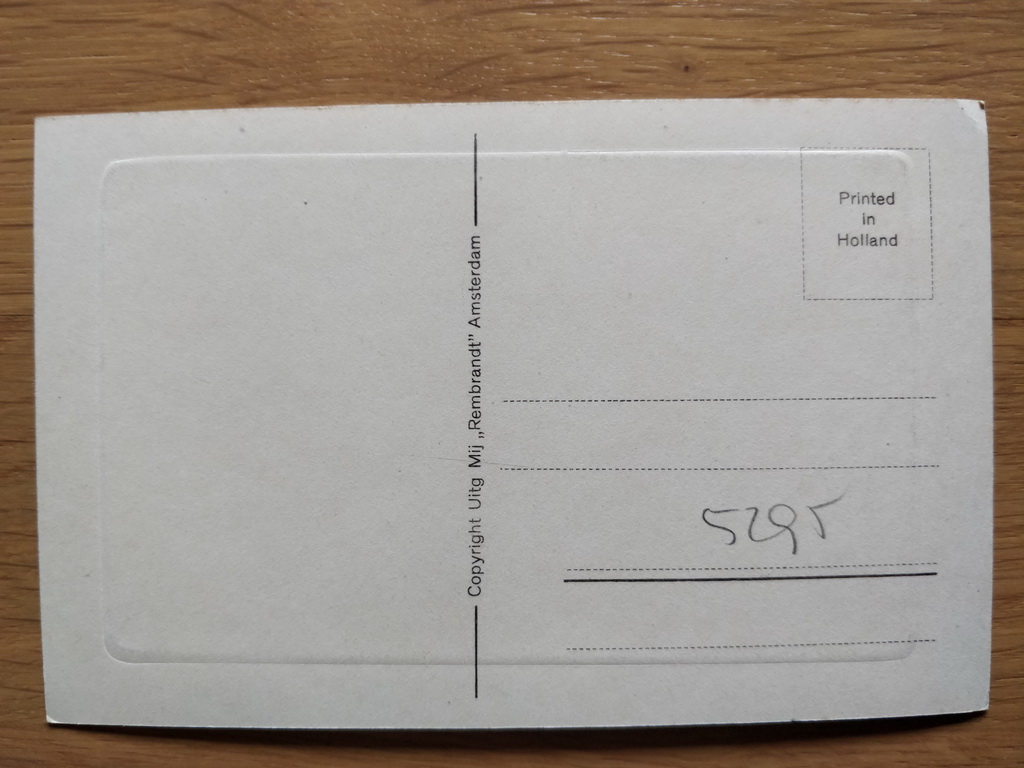 Copyright Uitg Mij „Rembrandt” Amsterdam
Printed
in
Holland
5295